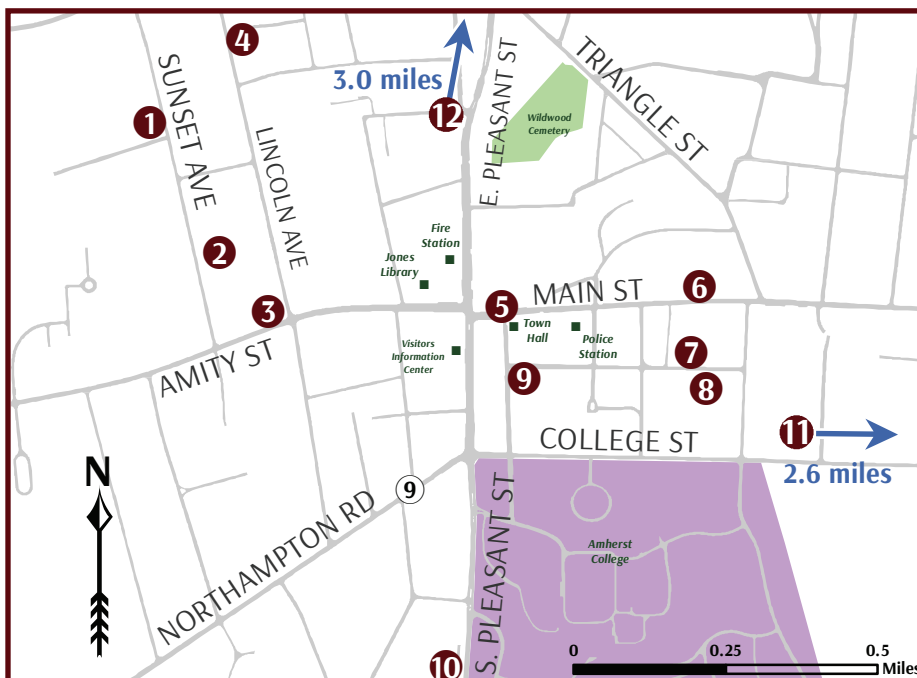 4
3.0 miles
12
E. PLEASANT ST
TRIANGLE ST
1
SUNSET AVE
LINCOLN AVE
Wildwood
Cemetery
2
Fire
Station
Jones
Library
3
5
MAIN ST
6
AMITY ST
Visitors
Information
Center
Town
Hall
Police
Station
7
9
8
COLLEGE ST
11
2.6 miles
N
9
NORTHAMPTON RD
S. PLEASANT ST
Amherst
College
10
0
0.25
0.5
Miles